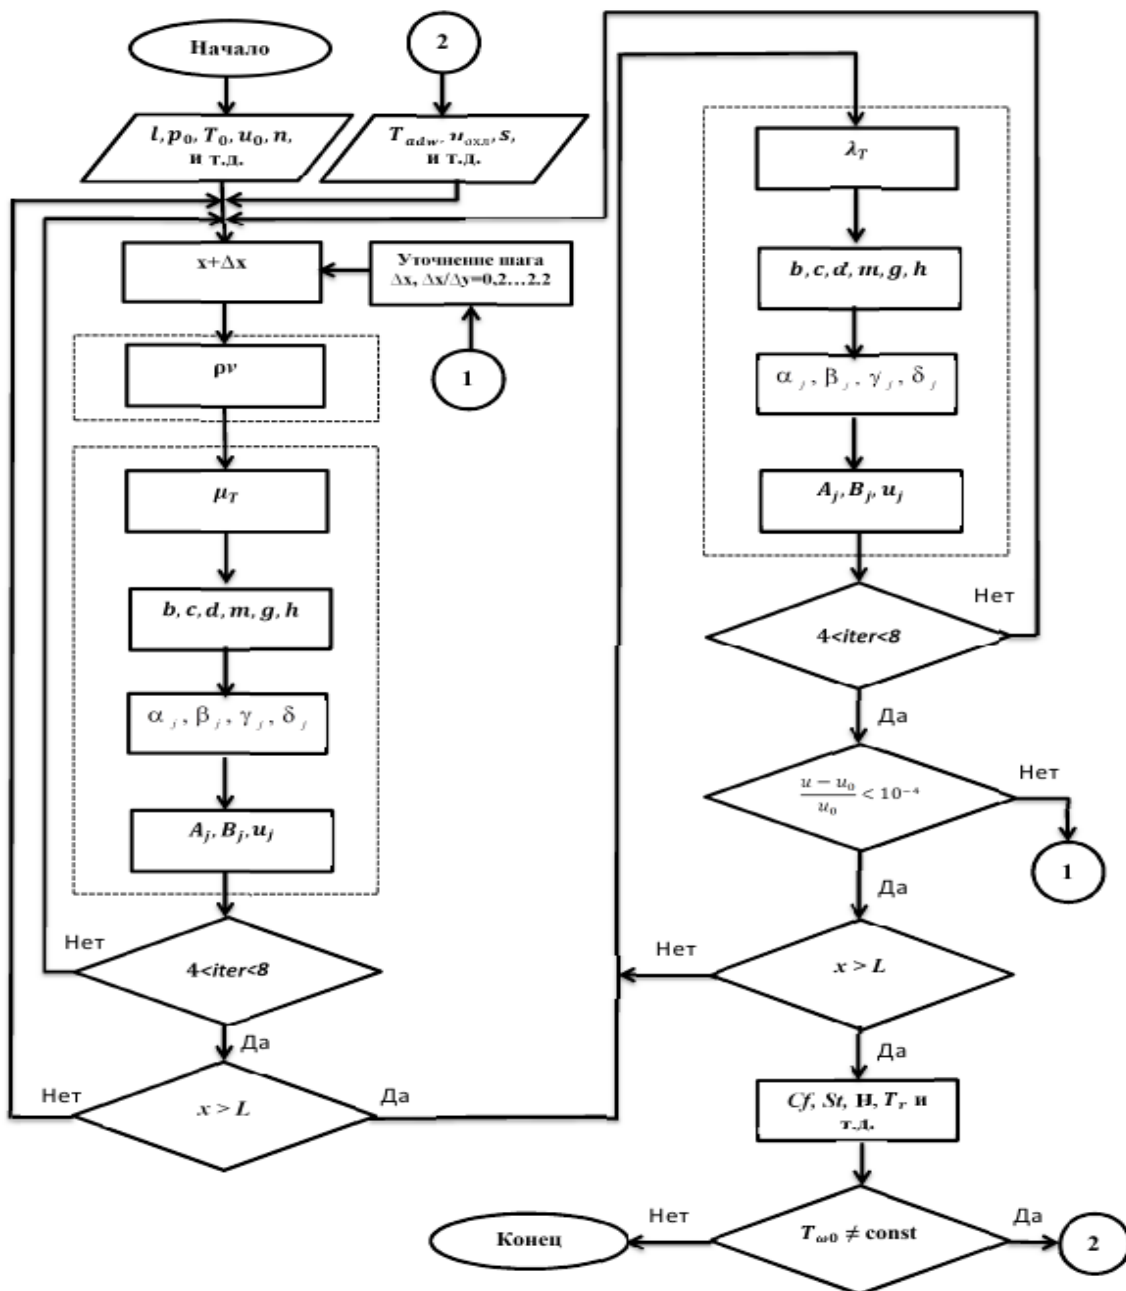 Начало
2
l, p₀, T₀, u₀, n,
и т.д.
T_adw, u_охл, s,
и т.д.
x+Δx
Уточнение шага
Δx, Δx/Δy=0,2…2.2
1
ρv
μ_T
b, c, d, m, g, h
α_j, β_j, γ_j, δ_j
A_j, B_j, u_j
4<iter<8
Нет
Да
x > L
Нет
Да
λ_T
b, c, d, m, g, h
α_j, β_j, γ_j, δ_j
A_j, B_j, u_j
4<iter<8
Нет
Да
u − u₀
u₀
< 10⁻⁴
Нет
1
Да
x > L
Нет
Да
Cf, St, H, T_r и
т.д.
T_ω0 ≠ const
Нет
Да
Конец
2